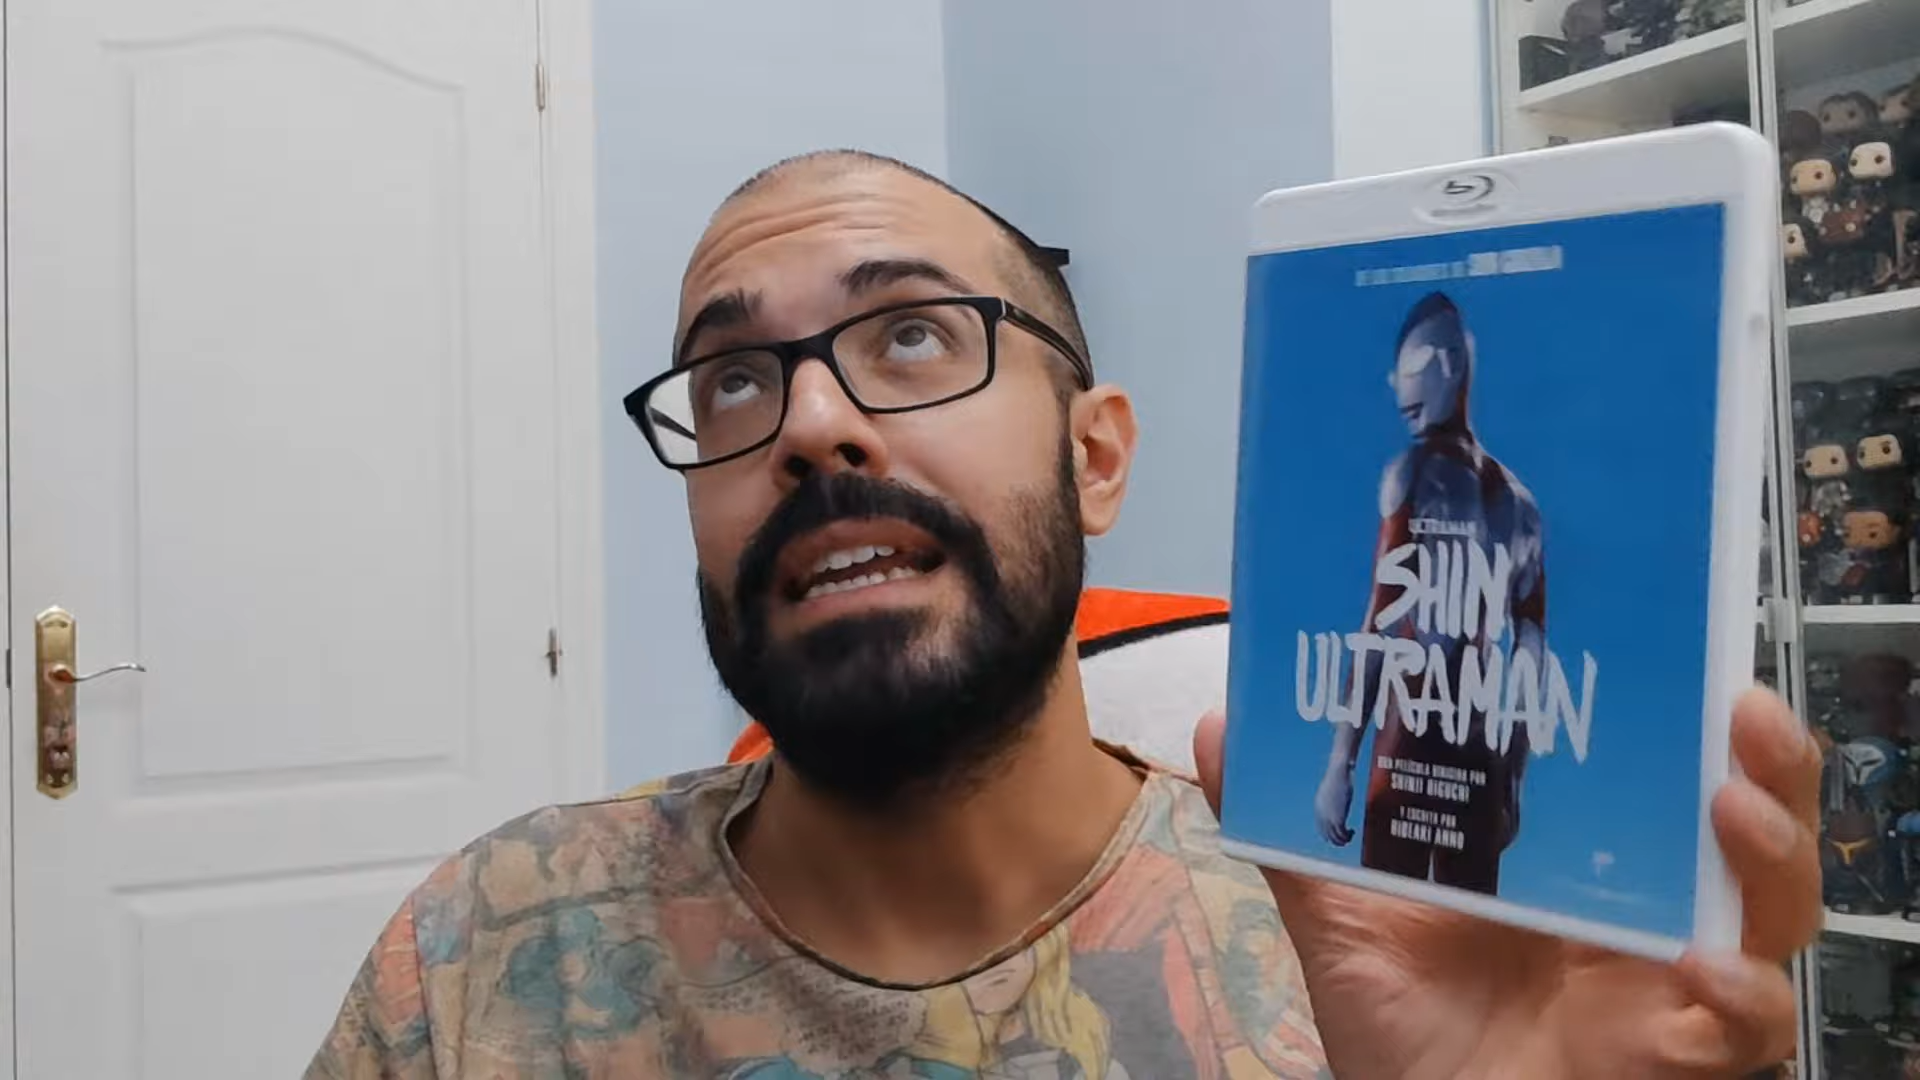 ULTRAMAN
SHIN
ULTRAMAN
UNA PELÍCULA DIRIGIDA POR
SHINJI HIGUCHI
Y ESCRITA POR
HIDEAKI ANNO